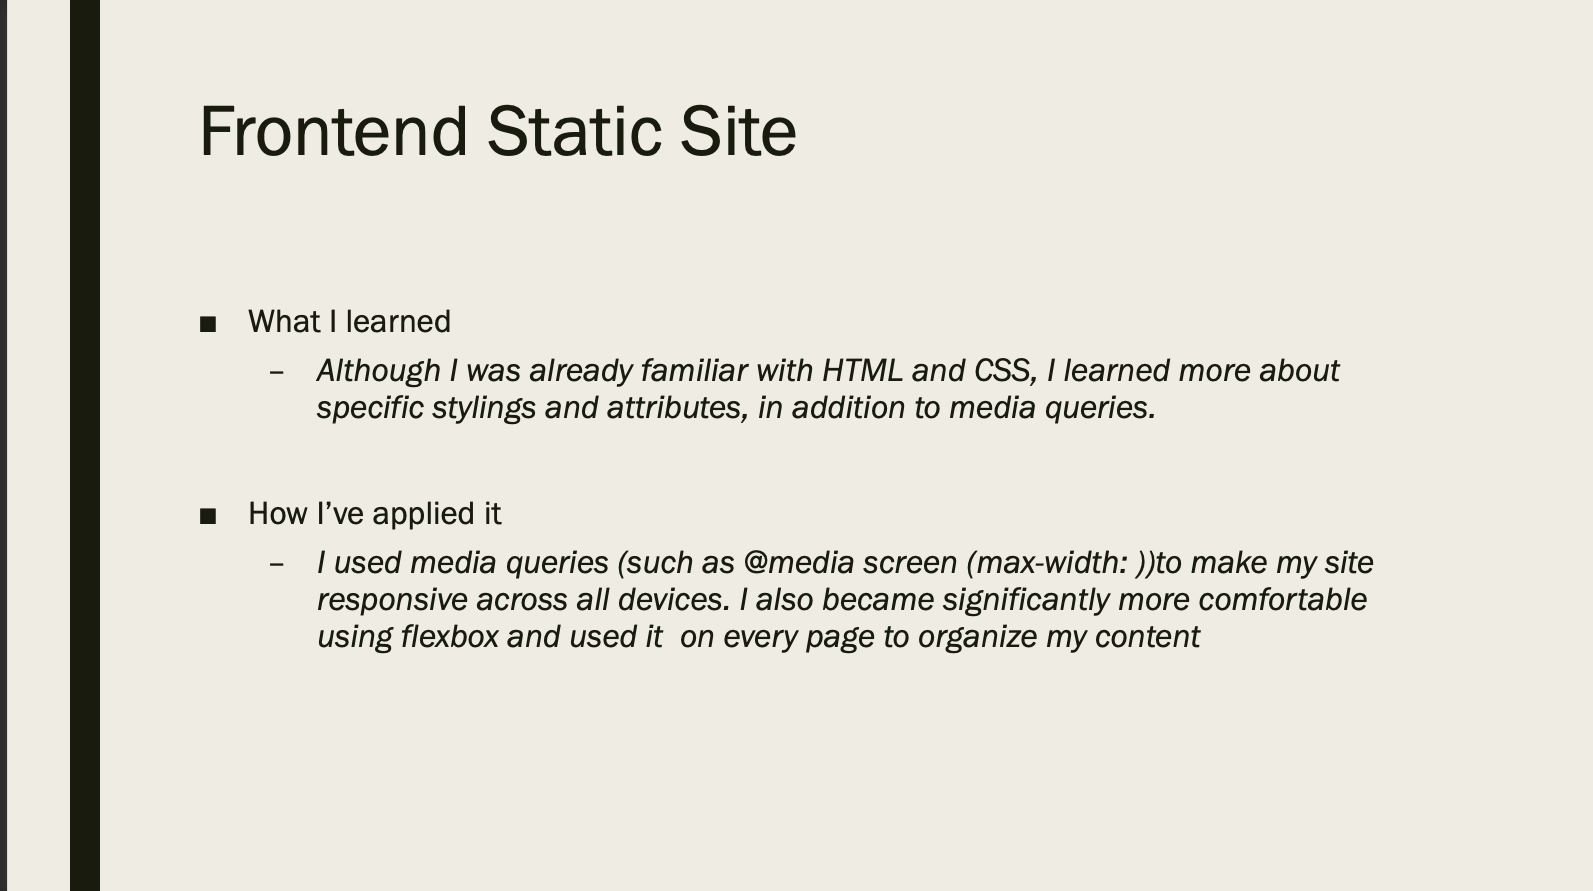 Frontend Static Site
■ What I learned
– Although I was already familiar with HTML and CSS, I learned more about
specific stylings and attributes, in addition to media queries.
■ How I’ve applied it
– I used media queries (such as @media screen (max-width: ))to make my site
responsive across all devices. I also became significantly more comfortable
using flexbox and used it  on every page to organize my content